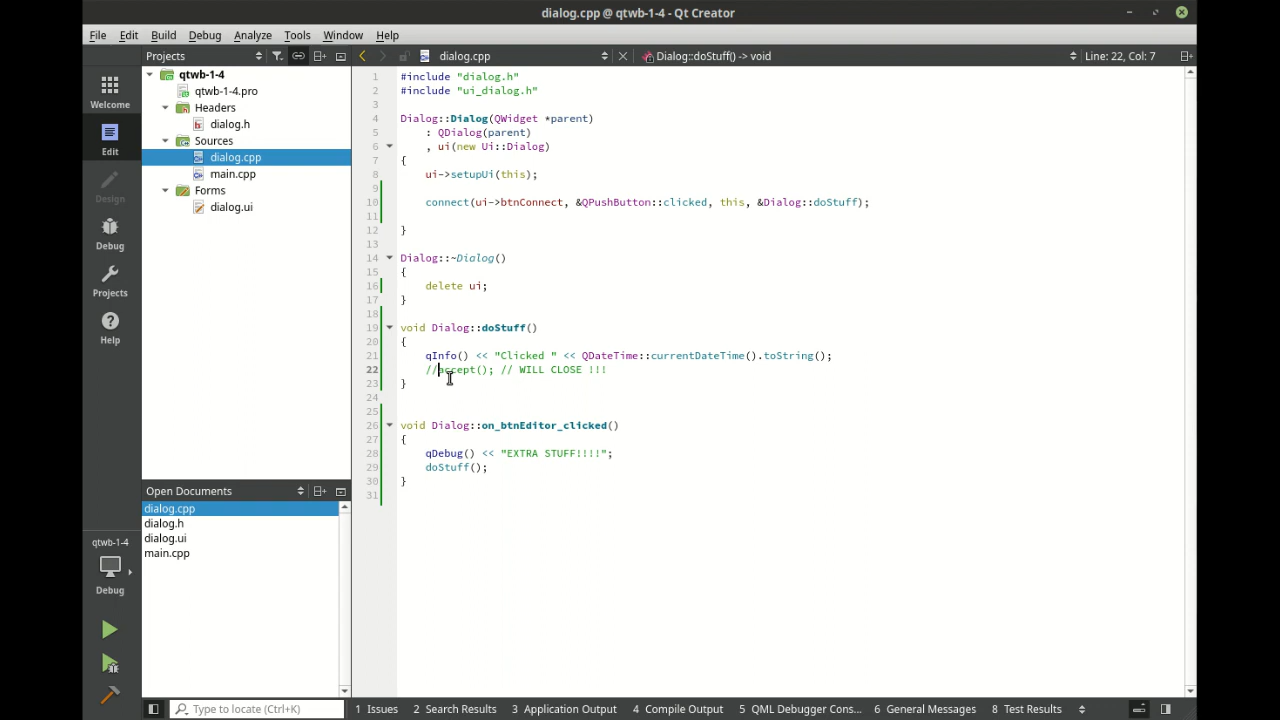 dialog.cpp @ qtwb-1-4 - Qt Creator
File Edit Build Debug Analyze Tools Window Help
Projects
dialog.cpp
Dialog::doStuff() -> void
Line: 22, Col: 7
Welcome
Edit
Design
Debug
Projects
Help
qtwb-1-4
Debug
qtwb-1-4
qtwb-1-4.pro
Headers
dialog.h
Sources
dialog.cpp
main.cpp
Forms
dialog.ui
Open Documents
dialog.cpp
dialog.h
dialog.ui
main.cpp
1 #include "dialog.h"
2 #include "ui_dialog.h"
3
4 Dialog::Dialog(QWidget *parent)
5 : QDialog(parent)
6 , ui(new Ui::Dialog)
7 {
8 ui->setupUi(this);
9
10 connect(ui->btnConnect, &QPushButton::clicked, this, &Dialog::doStuff);
11
12 }
13
14 Dialog::~Dialog()
15 {
16 delete ui;
17 }
18
19 void Dialog::doStuff()
20 {
21 qInfo() << "Clicked " << QDateTime::currentDateTime().toString();
22 //accept(); // WILL CLOSE !!!
23 }
24
25
26 void Dialog::on_btnEditor_clicked()
27 {
28 qDebug() << "EXTRA STUFF!!!!";
29 doStuff();
30 }
31
Type to locate (Ctrl+K)
1 Issues 2 Search Results 3 Application Output 4 Compile Output 5 QML Debugger Cons... 6 General Messages 8 Test Results